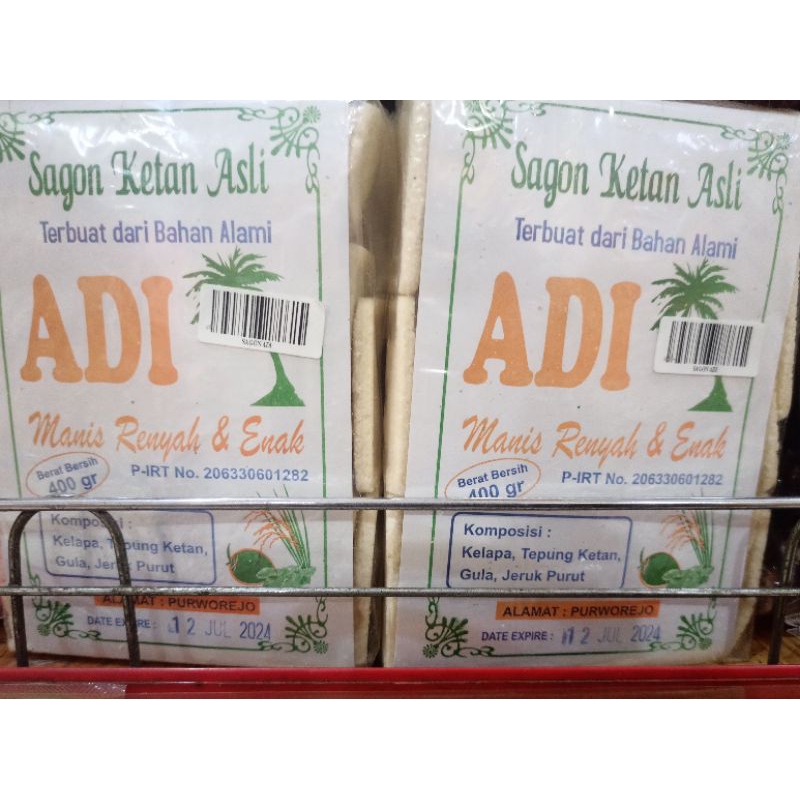 Sagon Ketan Asli
Terbuat dari Bahan Alami
ADI
Manis Renyah & Enak
Berat Bersih
400 gr
P-IRT No. 206330601282
Komposisi :
Kelapa, Tepung Ketan,
Gula, Jeruk Purut
ALAMAT : PURWOREJO
DATE EXPIRE : 12 JUL 2024
Sagon Ketan Asli
Terbuat dari Bahan Alami
ADI
Manis Renyah & Enak
Berat Bersih
400 gr
P-IRT No. 206330601282
Komposisi :
Kelapa, Tepung Ketan,
Gula, Jeruk Purut
ALAMAT : PURWOREJO
DATE EXPIRE : 12 JUL 2024